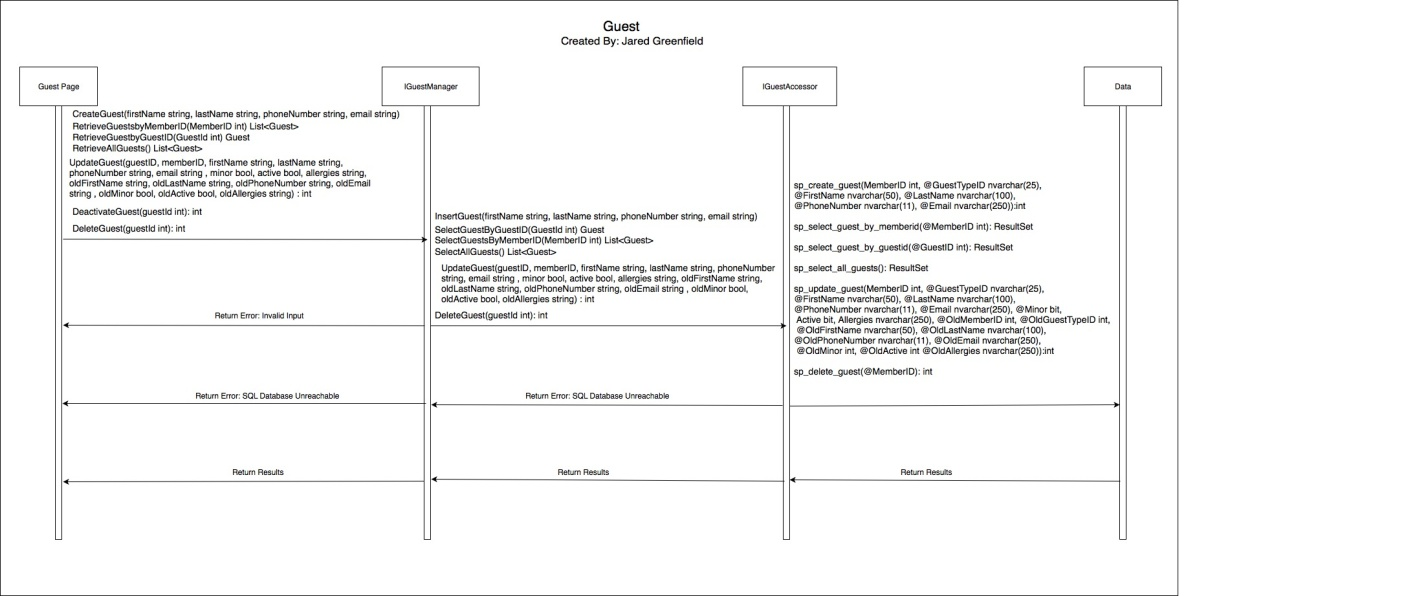 Guest
Created By: Jared Greenfield
Guest Page
IGuestManager
IGuestAccessor
Data
CreateGuest(firstName string, lastName string, phoneNumber string, email string)
RetrieveGuestsbyMemberID(MemberID int) List<Guest>
RetrieveGuestbyGuestID(GuestId int) Guest
RetrieveAllGuests() List<Guest>
UpdateGuest(guestID, memberID, firstName string, lastName string,
phoneNumber string, email string , minor bool, active bool, allergies string,
oldFirstName string, oldLastName string, oldPhoneNumber string, oldEmail
string , oldMinor bool, oldActive bool, oldAllergies string) : int
DeactivateGuest(guestId int): int
DeleteGuest(guestId int): int
InsertGuest(firstName string, lastName string, phoneNumber string, email string)
SelectGuestByGuestID(GuestId int) Guest
SelectGuestsByMemberID(MemberID int) List<Guest>
SelectAllGuests() List<Guest>
UpdateGuest(guestID, memberID, firstName string, lastName string, phoneNumber
string, email string , minor bool, active bool, allergies string, oldFirstName string,
oldLastName string, oldPhoneNumber string, oldEmail string , oldMinor bool,
oldActive bool, oldAllergies string) : int
DeleteGuest(guestId int): int
sp_create_guest(MemberID int, @GuestTypeID nvarchar(25),
@FirstName nvarchar(50), @LastName nvarchar(100),
@PhoneNumber nvarchar(11), @Email nvarchar(250)):int
sp_select_guest_by_memberid(@MemberID int): ResultSet
sp_select_guest_by_guestid(@GuestID int): ResultSet
sp_select_all_guests(): ResultSet
sp_update_guest(MemberID int, @GuestTypeID nvarchar(25),
@FirstName nvarchar(50), @LastName nvarchar(100),
@PhoneNumber nvarchar(11), @Email nvarchar(250), @Minor bit,
Active bit, Allergies nvarchar(250), @OldMemberID int, @OldGuestTypeID int,
@OldFirstName nvarchar(50), @OldLastName nvarchar(100),
@OldPhoneNumber nvarchar(11), @OldEmail nvarchar(250),
@OldMinor int, @OldActive int @OldAllergies nvarchar(250)):int
sp_delete_guest(@MemberID): int
Return Error: Invalid Input
Return Error: SQL Database Unreachable
Return Error: SQL Database Unreachable
Return Results
Return Results
Return Results